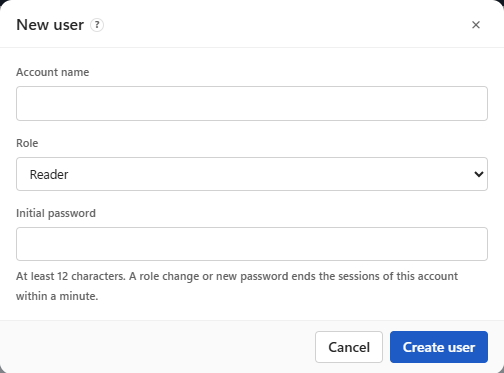 New user ?
×
Account name
Role
Reader
Initial password
At least 12 characters. A role change or new password ends the sessions of this account
within a minute.
Cancel
Create user